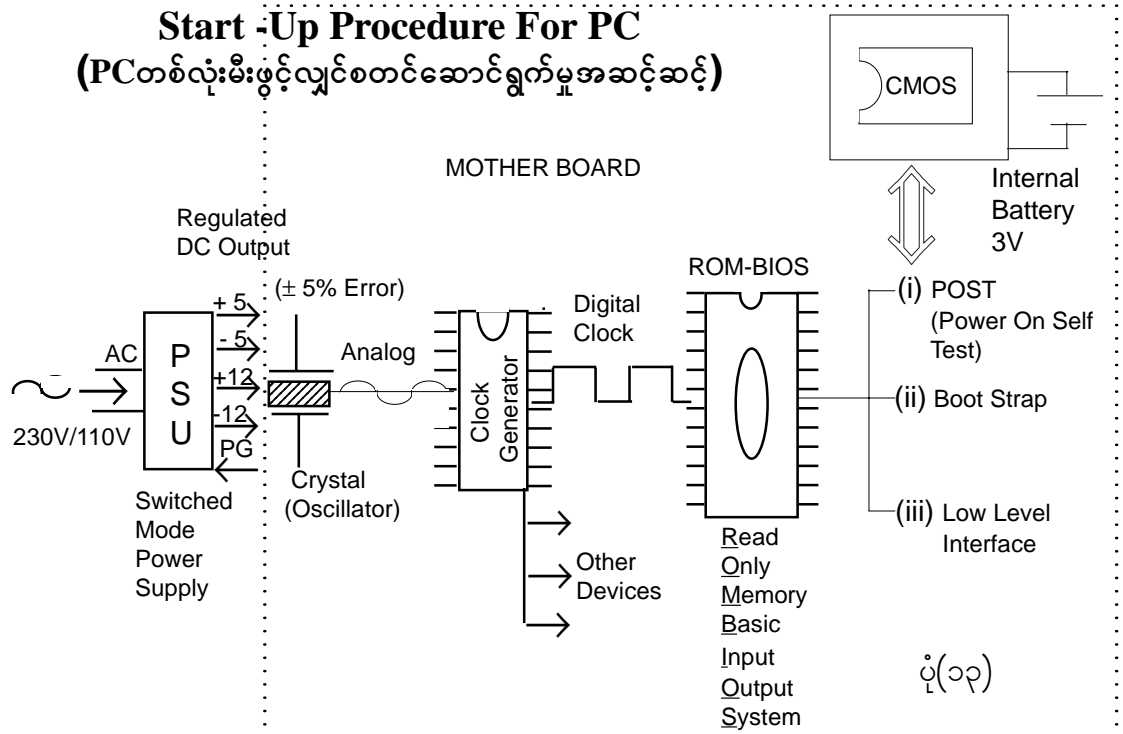 Start -Up Procedure For PC
(PCတစ်လုံးမီးဖွင့်လျှင်စတင်ဆောင်ရွက်မှုအဆင့်ဆင့်)
CMOS
MOTHER BOARD
Internal
Battery
3V
Regulated
DC Output
(± 5% Error)
ROM-BIOS
+ 5
- 5
+12
-12
PG
AC
230V/110V
P
S
U
Analog
Clock
Generator
Digital
Clock
(i) POST
(Power On Self
Test)
(ii) Boot Strap
(iii) Low Level
Interface
Crystal
(Oscillator)
Switched
Mode
Power
Supply
Other
Devices
Read
Only
Memory
Basic
Input
Output
System
ပုံ(၁၃)